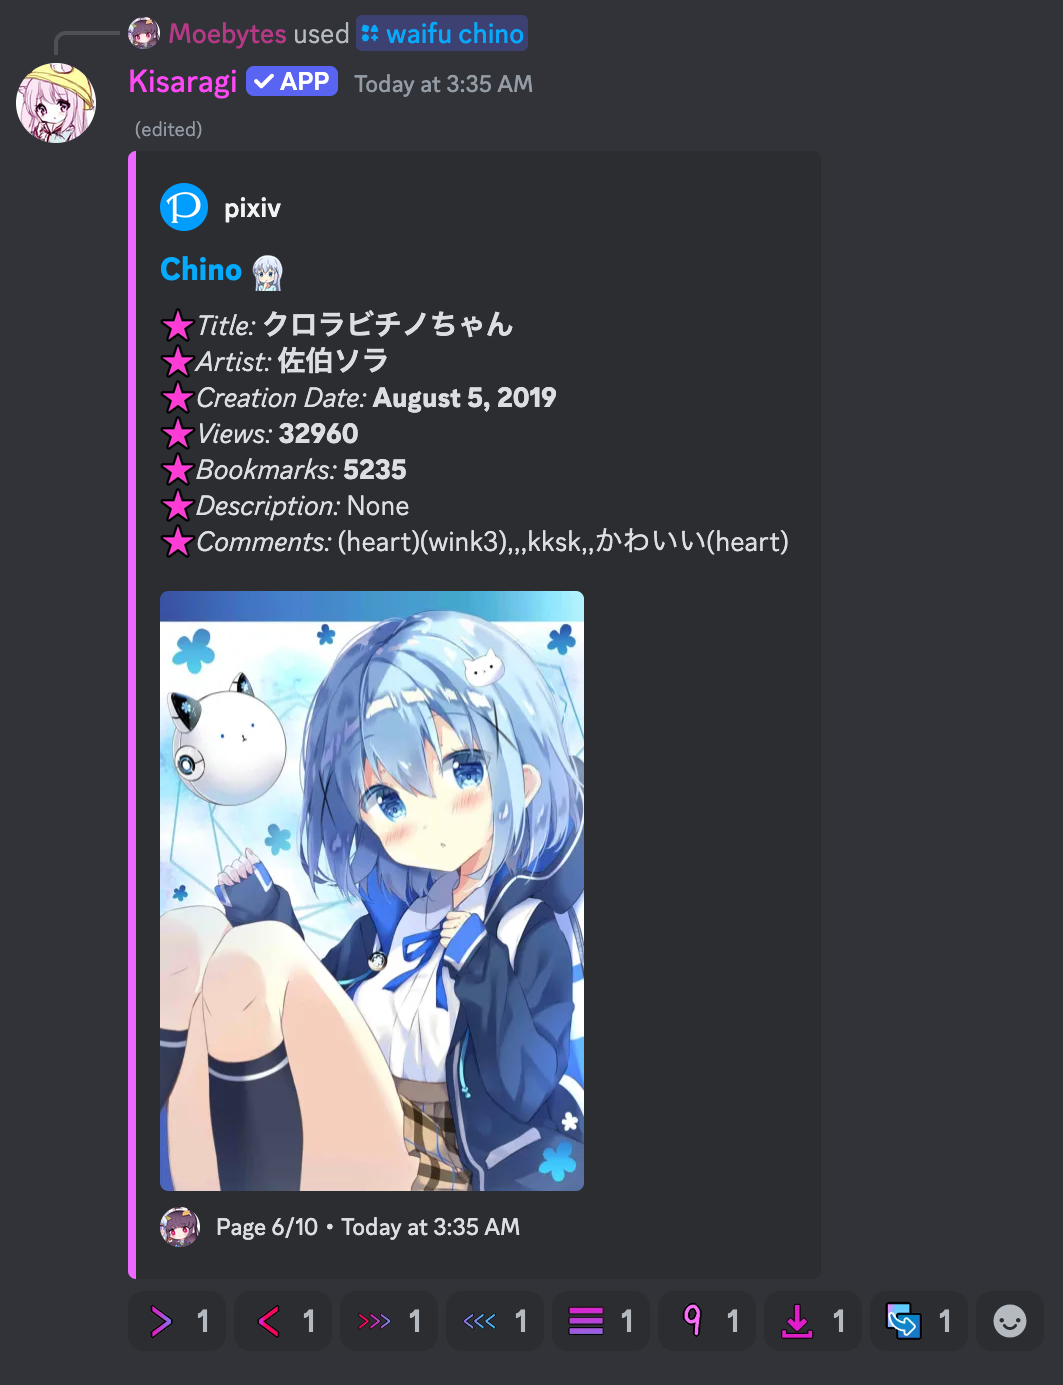 Moebytes used waifu chino
Kisaragi APP Today at 3:35 AM
(edited)
pixiv
Chino
Title: クロラビチノちゃん
Artist: 佐伯ソラ
Creation Date: August 5, 2019
Views: 32960
Bookmarks: 5235
Description: None
Comments: (heart)(wink3),,,kksk,,かわいい(heart)
Page 6/10 • Today at 3:35 AM
1 1 1 1 1 1 1 1